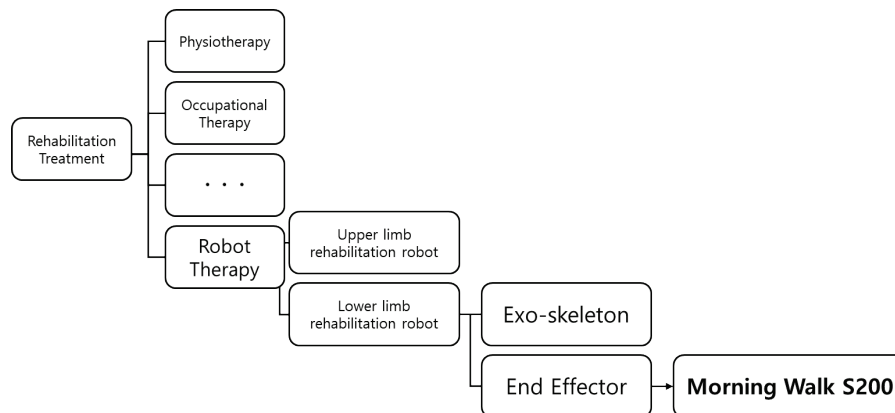 Physiotherapy
Occupational
Therapy
Rehabilitation
Treatment
· · ·
Robot
Therapy
Upper limb
rehabilitation robot
Lower limb
rehabilitation robot
Exo-skeleton
End Effector
Morning Walk S200